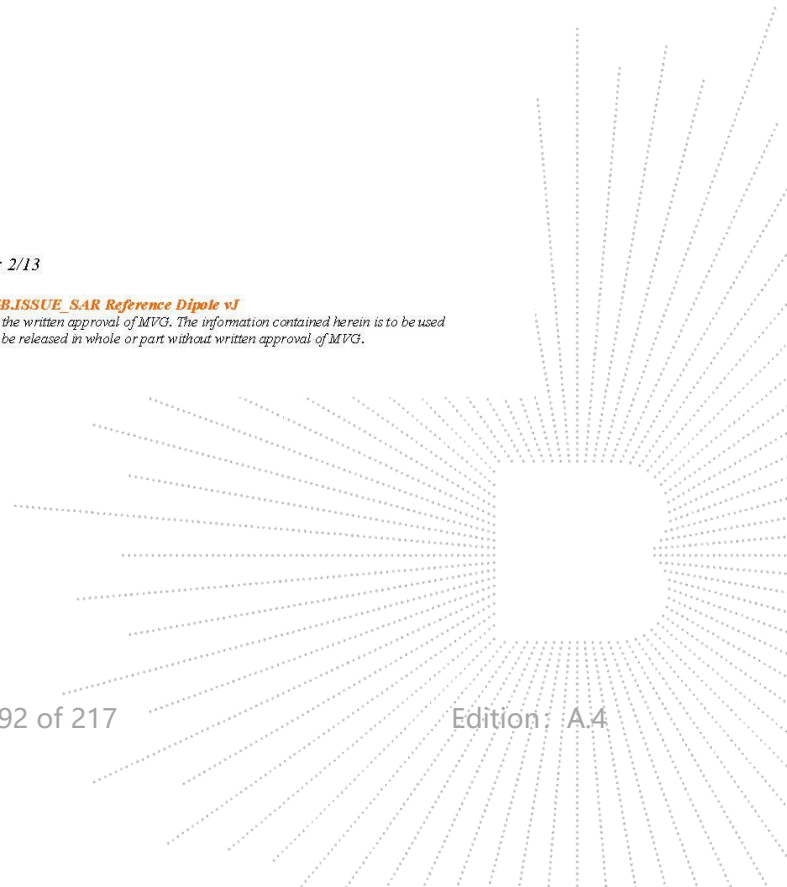 : 2/13
B.ISSUE_SAR Reference Dipole vJ
the written approval of MVG. The information contained herein is to be used
be released in whole or part without written approval of MVG.
92 of 217 Edition: A.4